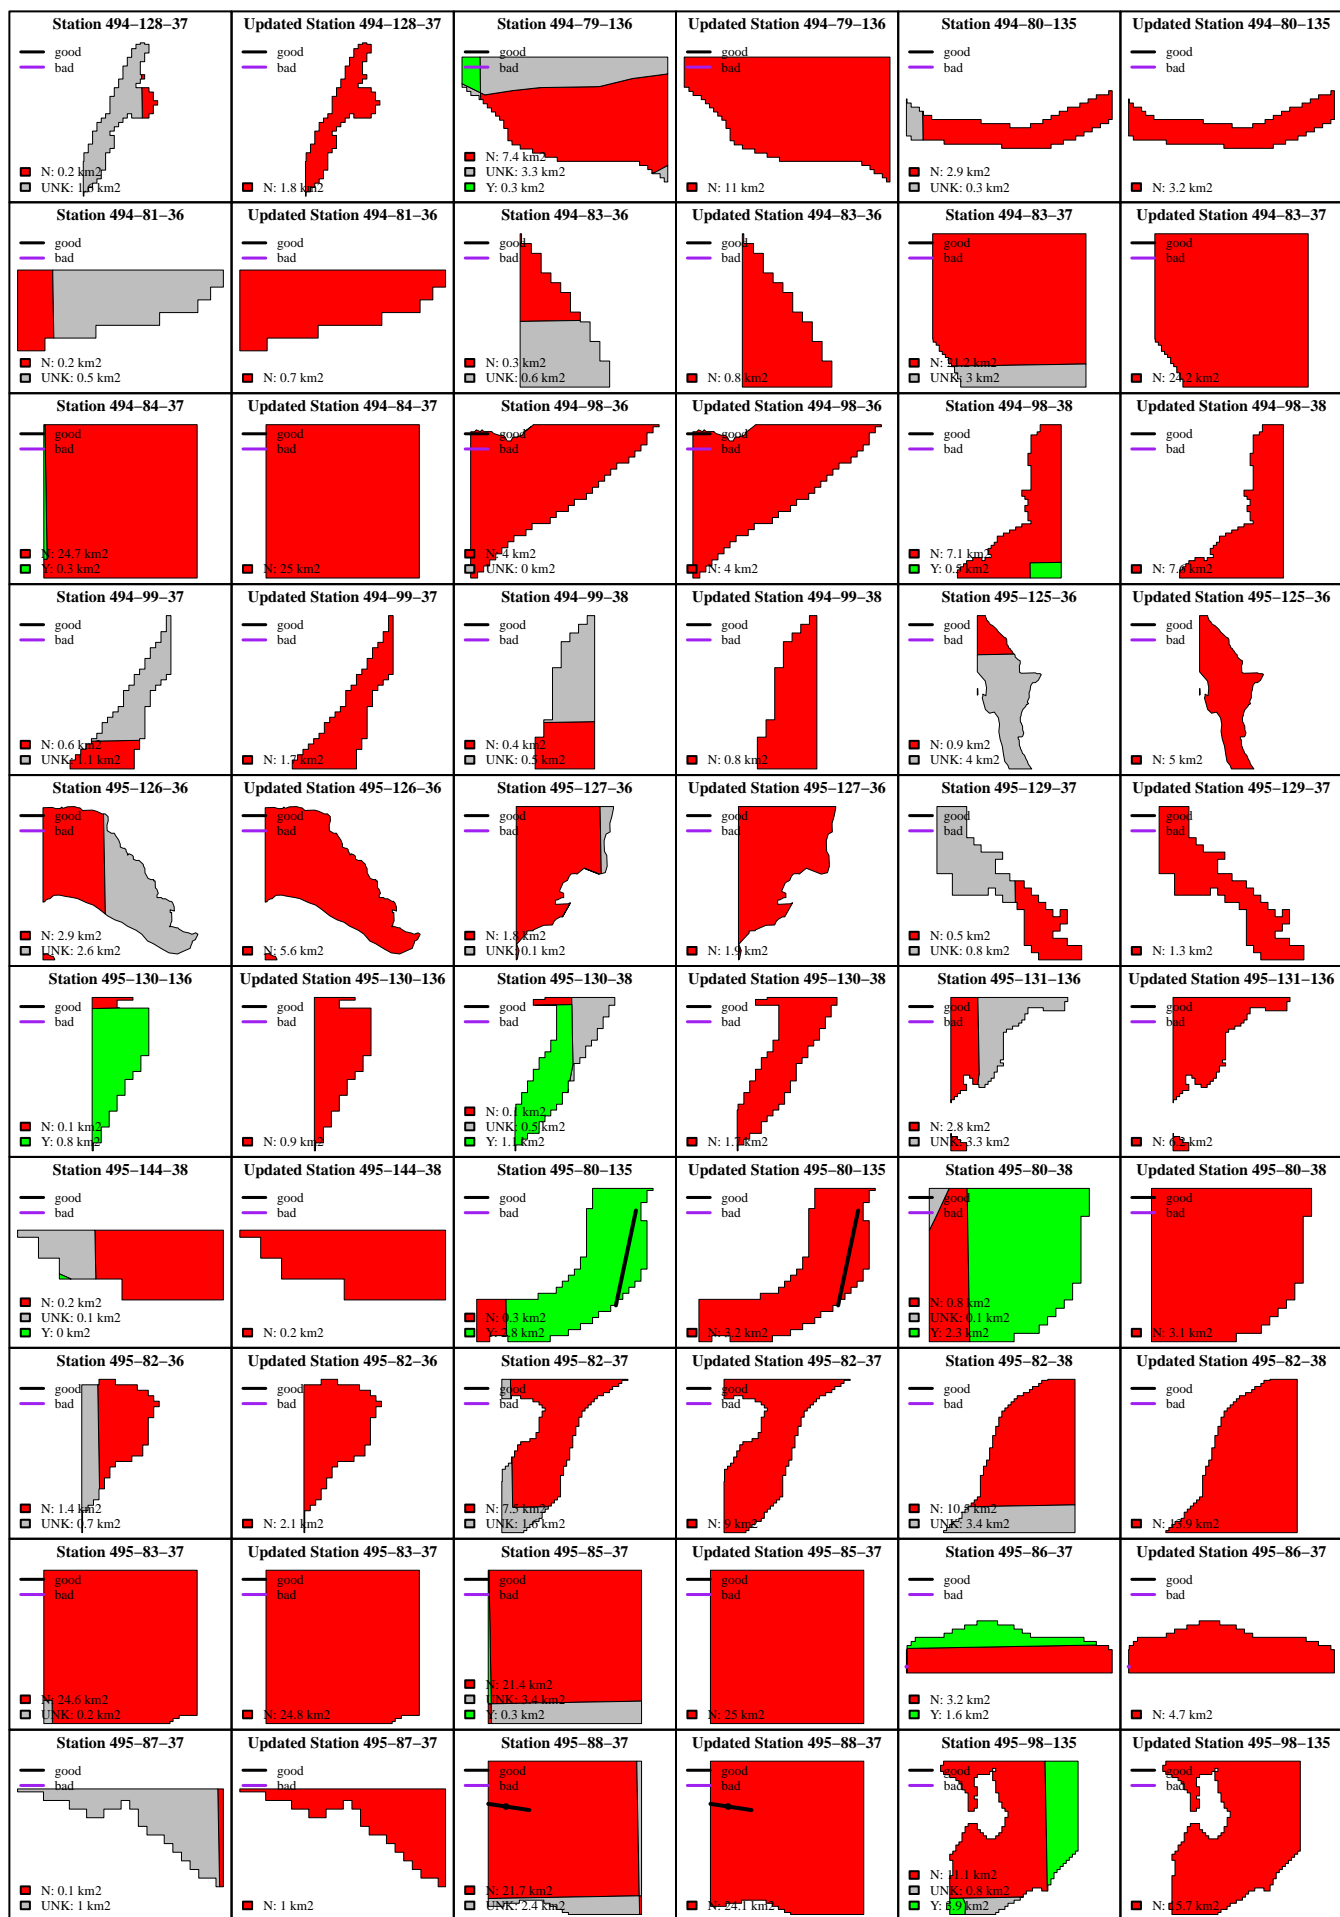 Station 494−128−37
good
bad
N: 0.2 km2
UNK: 1.6 km2
Updated Station 494−128−37
good
bad
N: 1.8 km2
Station 494−79−136
good
bad
N: 7.4 km2
UNK: 3.3 km2
Y: 0.3 km2
Updated Station 494−79−136
good
bad
N: 11 km2
Station 494−80−135
good
bad
N: 2.9 km2
UNK: 0.3 km2
Updated Station 494−80−135
good
bad
N: 3.2 km2
Station 494−81−36
good
bad
N: 0.2 km2
UNK: 0.5 km2
Updated Station 494−81−36
good
bad
N: 0.7 km2
Station 494−83−36
good
bad
N: 0.3 km2
UNK: 0.6 km2
Updated Station 494−83−36
good
bad
N: 0.8 km2
Station 494−83−37
good
bad
N: 21.2 km2
UNK: 3 km2
Updated Station 494−83−37
good
bad
N: 24.2 km2
Station 494−84−37
good
bad
N: 24.7 km2
Y: 0.3 km2
Updated Station 494−84−37
good
bad
N: 25 km2
Station 494−98−36
good
bad
N: 4 km2
UNK: 0 km2
Updated Station 494−98−36
good
bad
N: 4 km2
Station 494−98−38
good
bad
N: 7.1 km2
Y: 0.5 km2
Updated Station 494−98−38
good
bad
N: 7.6 km2
Station 494−99−37
good
bad
N: 0.6 km2
UNK: 1.1 km2
Updated Station 494−99−37
good
bad
N: 1.7 km2
Station 494−99−38
good
bad
N: 0.4 km2
UNK: 0.5 km2
Updated Station 494−99−38
good
bad
N: 0.8 km2
Station 495−125−36
good
bad
N: 0.9 km2
UNK: 4 km2
Updated Station 495−125−36
good
bad
N: 5 km2
Station 495−126−36
good
bad
N: 2.9 km2
UNK: 2.6 km2
Updated Station 495−126−36
good
bad
N: 5.6 km2
Station 495−127−36
good
bad
N: 1.8 km2
UNK: 0.1 km2
Updated Station 495−127−36
good
bad
N: 1.9 km2
Station 495−129−37
good
bad
N: 0.5 km2
UNK: 0.8 km2
Updated Station 495−129−37
good
bad
N: 1.3 km2
Station 495−130−136
good
bad
N: 0.1 km2
Y: 0.8 km2
Updated Station 495−130−136
good
bad
N: 0.9 km2
Station 495−130−38
good
bad
N: 0.1 km2
UNK: 0.5 km2
Y: 1.1 km2
Updated Station 495−130−38
good
bad
N: 1.7 km2
Station 495−131−136
good
bad
N: 2.8 km2
UNK: 3.3 km2
Updated Station 495−131−136
good
bad
N: 6.2 km2
Station 495−144−38
good
bad
N: 0.2 km2
UNK: 0.1 km2
Y: 0 km2
Updated Station 495−144−38
good
bad
N: 0.2 km2
Station 495−80−135
good
bad
N: 0.3 km2
Y: 2.8 km2
Updated Station 495−80−135
good
bad
N: 3.2 km2
Station 495−80−38
good
bad
N: 0.8 km2
UNK: 0.1 km2
Y: 2.3 km2
Updated Station 495−80−38
good
bad
N: 3.1 km2
Station 495−82−36
good
bad
N: 1.4 km2
UNK: 0.7 km2
Updated Station 495−82−36
good
bad
N: 2.1 km2
Station 495−82−37
good
bad
N: 7.5 km2
UNK: 1.6 km2
Updated Station 495−82−37
good
bad
N: 9 km2
Station 495−82−38
good
bad
N: 10.5 km2
UNK: 3.4 km2
Updated Station 495−82−38
good
bad
N: 13.9 km2
Station 495−83−37
good
bad
N: 24.6 km2
UNK: 0.2 km2
Updated Station 495−83−37
good
bad
N: 24.8 km2
Station 495−85−37
good
bad
N: 21.4 km2
UNK: 3.4 km2
Y: 0.3 km2
Updated Station 495−85−37
good
bad
N: 25 km2
Station 495−86−37
good
bad
N: 3.2 km2
Y: 1.6 km2
Updated Station 495−86−37
good
bad
N: 4.7 km2
Station 495−87−37
good
bad
N: 0.1 km2
UNK: 1 km2
Updated Station 495−87−37
good
bad
N: 1 km2
Station 495−88−37
good
bad
N: 21.7 km2
UNK: 2.4 km2
Updated Station 495−88−37
good
bad
N: 24.1 km2
Station 495−98−135
good
bad
N: 11.1 km2
UNK: 0.8 km2
Y: 3.9 km2
Updated Station 495−98−135
good
bad
N: 15.7 km2